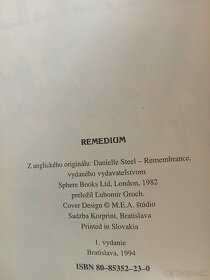 REMEDIUM
Z anglického originálu: Danielle Steel – Remembrance,
vydaného vydavateľstvom
Sphere Books Ltd, London, 1982
preložil Ľubomír Groch.
Cover Design © M.E.A. štúdio
Sadzba Korprint, Bratislava
Printed in Slovakia
1. vydanie
Bratislava, 1994
ISBN 80-85352-23-0